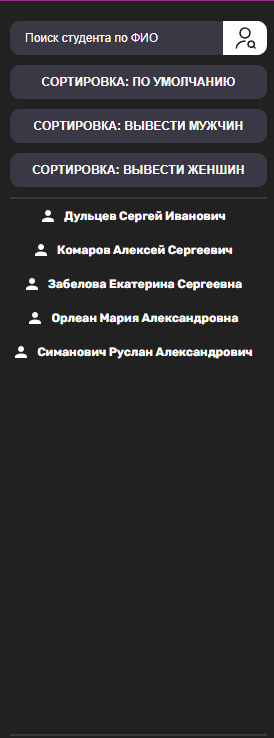 Поиск студента по ФИО
СОРТИРОВКА: ПО УМОЛЧАНИЮ
СОРТИРОВКА: ВЫВЕСТИ МУЖЧИН
СОРТИРОВКА: ВЫВЕСТИ ЖЕНШИН
Дульцев Сергей Иванович
Комаров Алексей Сергеевич
Забелова Екатерина Сергеевна
Орлеан Мария Александровна
Симанович Руслан Александрович